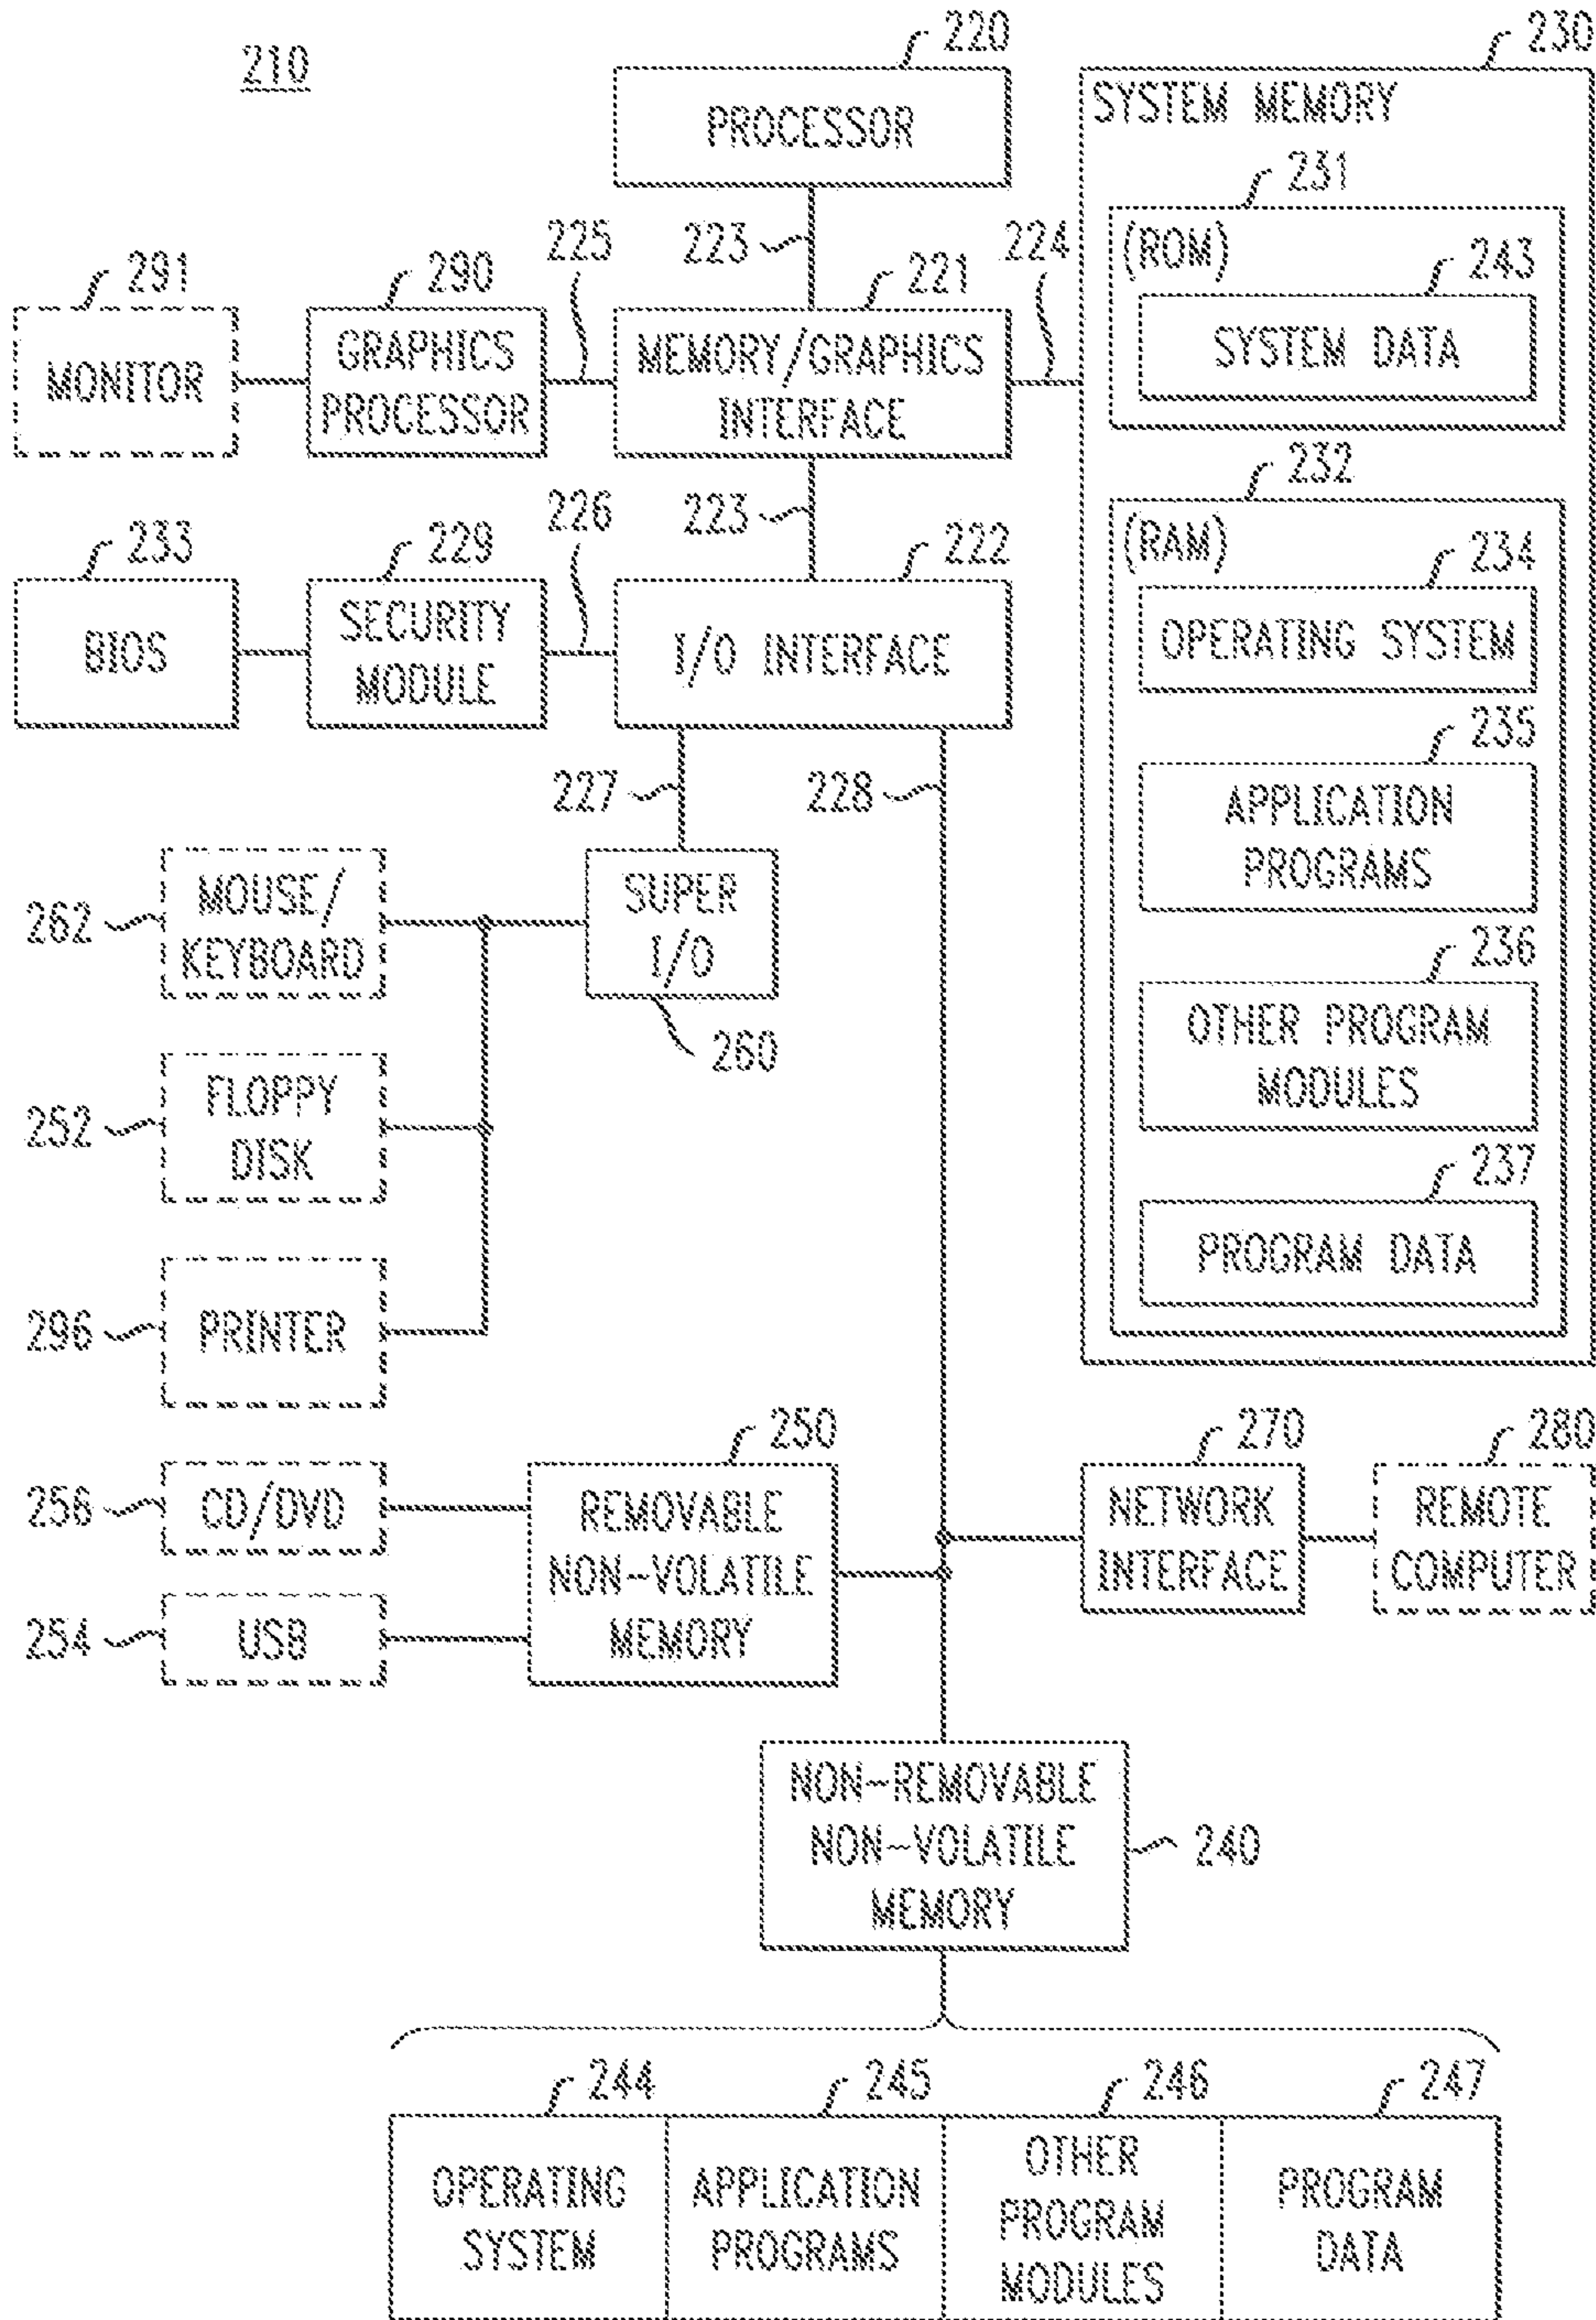 210
220
PROCESSOR
230
SYSTEM MEMORY
231
(ROM)
243
SYSTEM DATA
223
225
224
291
MONITOR
290
GRAPHICS
PROCESSOR
221
MEMORY/GRAPHICS
INTERFACE
232
(RAM)
234
OPERATING SYSTEM
235
APPLICATION
PROGRAMS
236
OTHER PROGRAM
MODULES
237
PROGRAM DATA
223
226
233
BIOS
229
SECURITY
MODULE
222
I/O INTERFACE
227
228
262
MOUSE/
KEYBOARD
SUPER
I/O
260
252
FLOPPY
DISK
296
PRINTER
250
REMOVABLE
NON-VOLATILE
MEMORY
256
CD/DVD
254
USB
270
NETWORK
INTERFACE
280
REMOTE
COMPUTER
NON-REMOVABLE
NON-VOLATILE
MEMORY
240
244
OPERATING
SYSTEM
245
APPLICATION
PROGRAMS
246
OTHER
PROGRAM
MODULES
247
PROGRAM
DATA